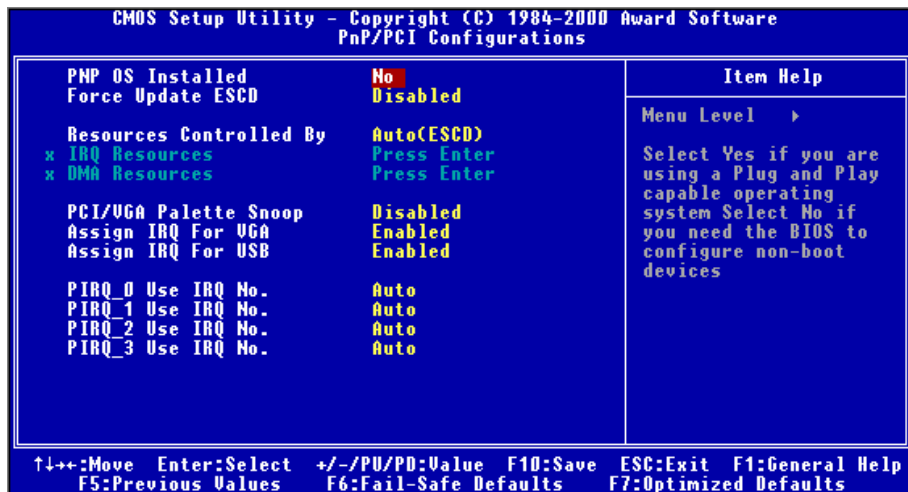 CMOS Setup Utility - Copyright (C) 1984-2000 Award Software
PnP/PCI Configurations
PNP OS Installed No
Force Update ESCD Disabled
Resources Controlled By Auto(ESCD)
x IRQ Resources Press Enter
x DMA Resources Press Enter
PCI/VGA Palette Snoop Disabled
Assign IRQ For VGA Enabled
Assign IRQ For USB Enabled
PIRQ_0 Use IRQ No. Auto
PIRQ_1 Use IRQ No. Auto
PIRQ_2 Use IRQ No. Auto
PIRQ_3 Use IRQ No. Auto
Item Help
Menu Level ▸
Select Yes if you are
using a Plug and Play
capable operating
system Select No if
you need the BIOS to
configure non-boot
devices
↑↓→←:Move Enter:Select +/-/PU/PD:Value F10:Save ESC:Exit F1:General Help
F5:Previous Values F6:Fail-Safe Defaults F7:Optimized Defaults